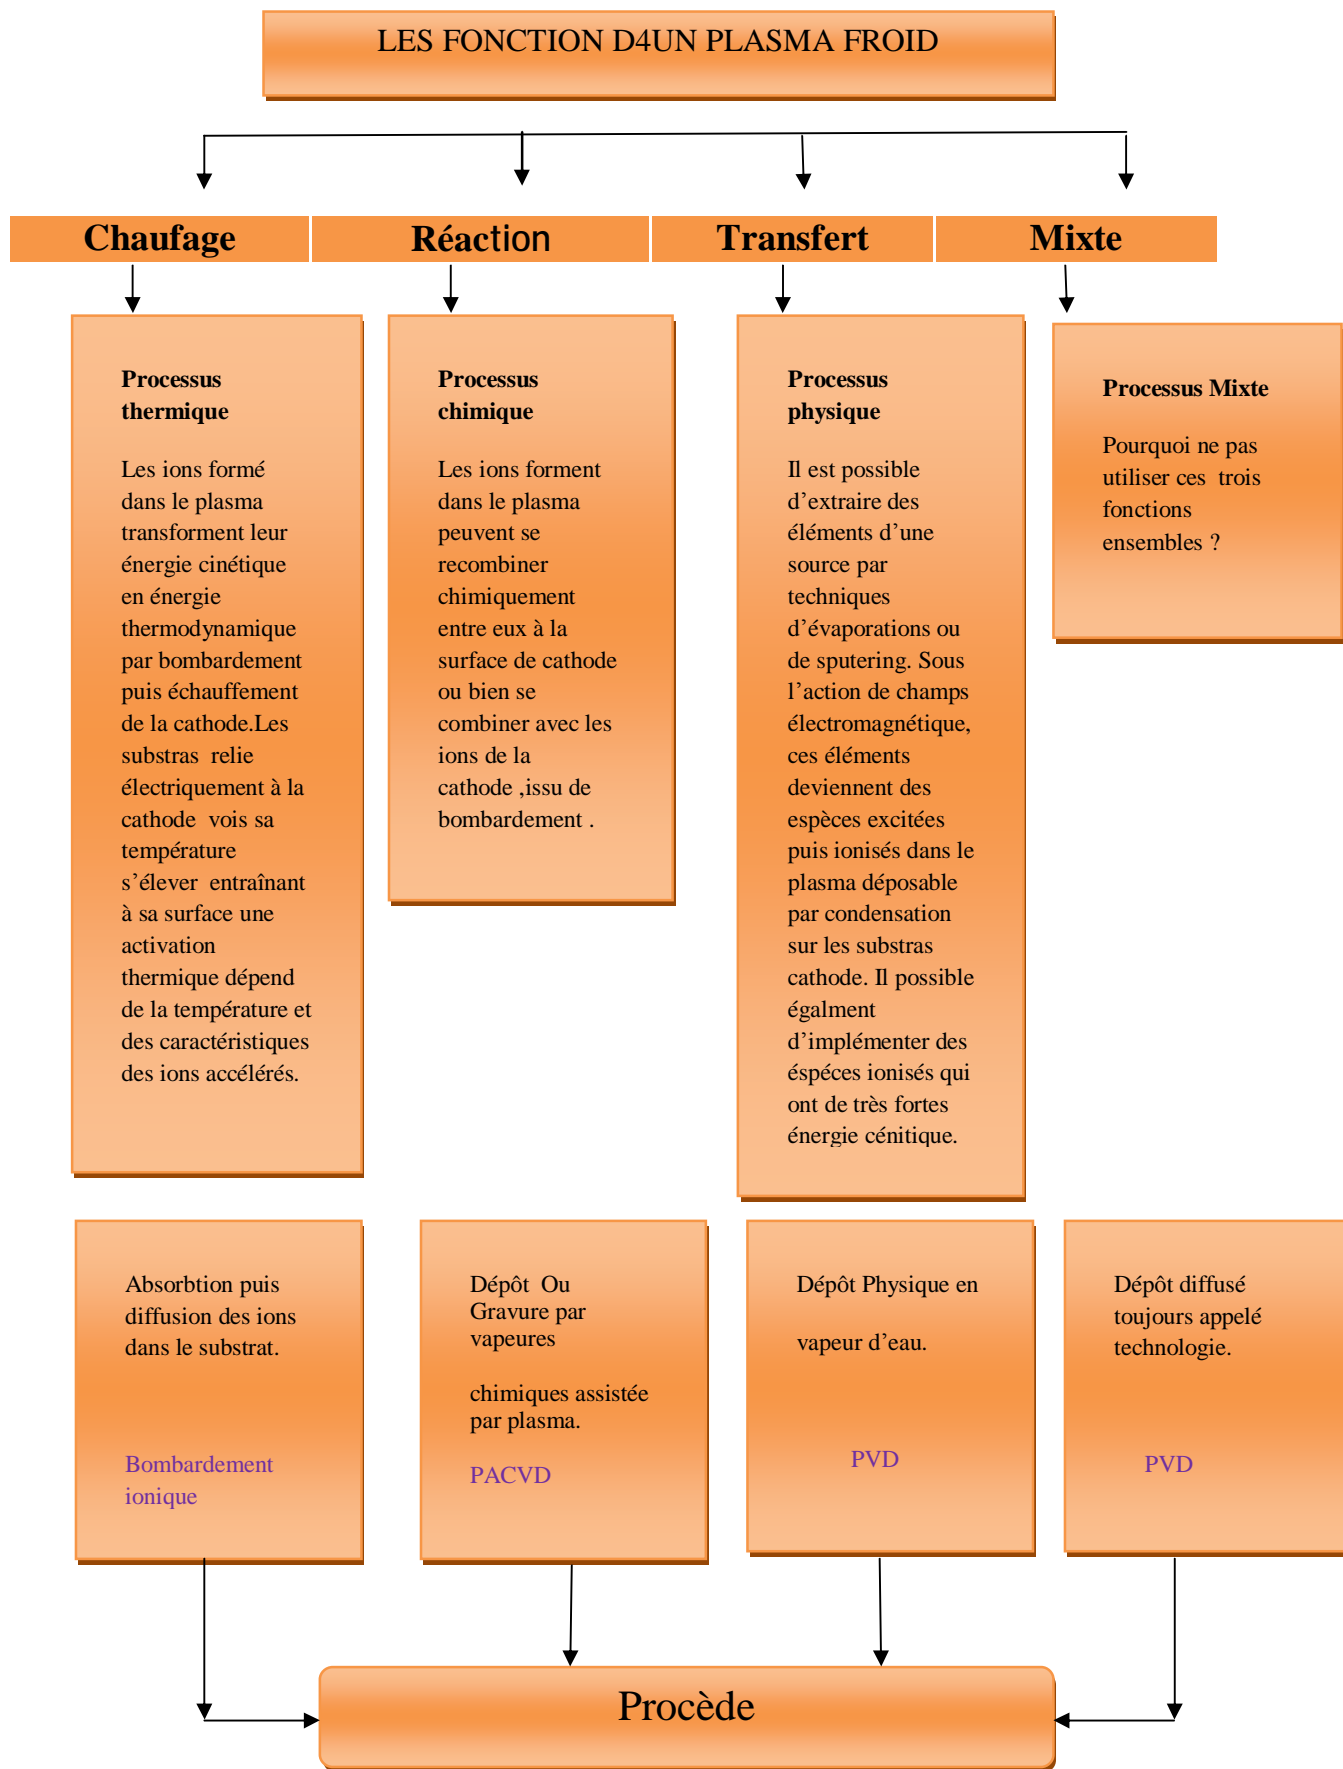 LES FONCTION D4UN PLASMA FROID
Chaufage
Réaction
Transfert
Mixte
Processus
thermique
Les ions formé
dans le plasma
transforment leur
énergie cinétique
en énergie
thermodynamique
par bombardement
puis échauffement
de la cathode.Les
substras relie
électriquement à la
cathode vois sa
température
s’élever entraînant
à sa surface une
activation
thermique dépend
de la température et
des caractéristiques
des ions accélérés.
Processus
chimique
Les ions forment
dans le plasma
peuvent se
recombiner
chimiquement
entre eux à la
surface de cathode
ou bien se
combiner avec les
ions de la
cathode ,issu de
bombardement .
Processus
physique
Il est possible
d’extraire des
éléments d’une
source par
techniques
d’évaporations ou
de sputering. Sous
l’action de champs
électromagnétique,
ces éléments
deviennent des
espèces excitées
puis ionisés dans le
plasma déposable
par condensation
sur les substras
cathode. Il possible
égalment
d’implémenter des
éspéces ionisés qui
ont de très fortes
énergie cénitique.
Processus Mixte
Pourquoi ne pas
utiliser ces trois
fonctions
ensembles ?
Absorbtion puis
diffusion des ions
dans le substrat.
Bombardement
ionique
Dépôt Ou
Gravure par
vapeures
chimiques assistée
par plasma.
PACVD
Dépôt Physique en
vapeur d’eau.
PVD
Dépôt diffusé
toujours appelé
technologie.
PVD
Procède